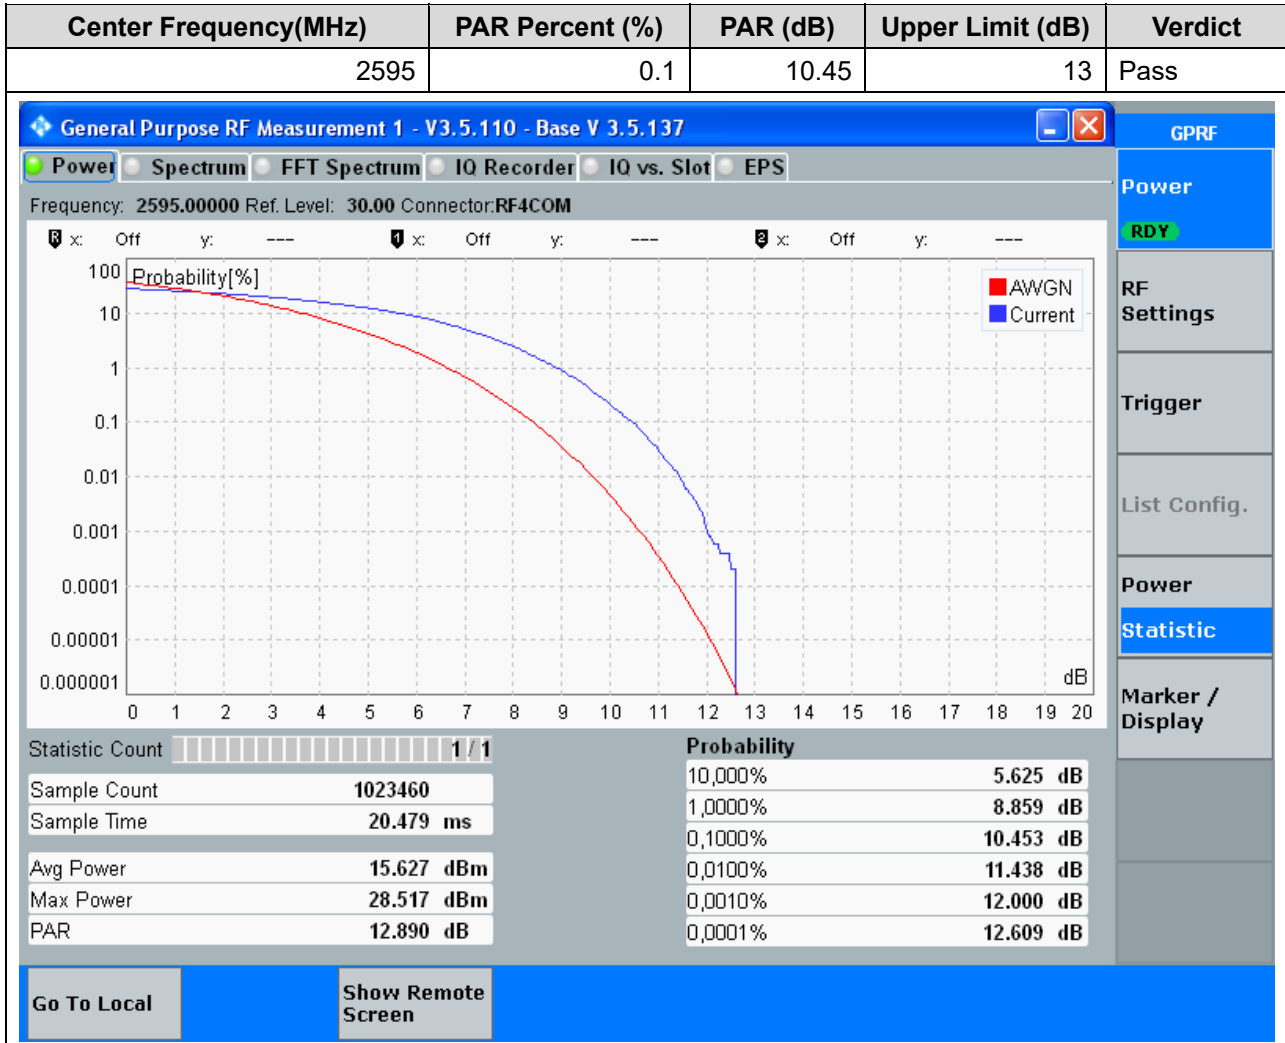 Center Frequency(MHz) PAR Percent (%) PAR (dB) Upper Limit (dB) Verdict
2595 0.1 10.45 13 Pass
General Purpose RF Measurement 1 - V3.5.110 - Base V 3.5.137
GPRF
Power Spectrum FFT Spectrum IQ Recorder IQ vs. Slot EPS
Frequency: 2595.00000 Ref. Level: 30.00 Connector:RF4COM
R x: Off y: --- 1 x: Off y: --- 2 x: Off y: ---
Probability[%]
100
10
1
0.1
0.01
0.001
0.0001
0.00001
0.000001
AWGN
Current
dB
0 1 2 3 4 5 6 7 8 9 10 11 12 13 14 15 16 17 18 19 20
Statistic Count 1 / 1
Sample Count 1023460
Sample Time 20.479 ms
Avg Power 15.627 dBm
Max Power 28.517 dBm
PAR 12.890 dB
Probability
10,000% 5.625 dB
1,0000% 8.859 dB
0,1000% 10.453 dB
0,0100% 11.438 dB
0,0010% 12.000 dB
0,0001% 12.609 dB
Power
RDY
RF
Settings
Trigger
List Config.
Power
Statistic
Marker /
Display
Go To Local
Show Remote
Screen